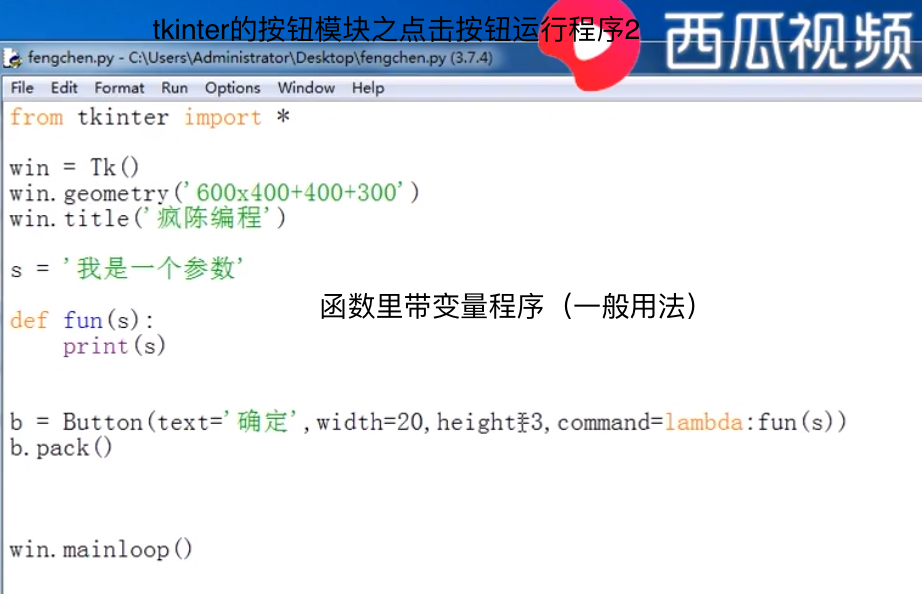 tkinter的按钮模块之点击按钮运行程序2
西瓜视频
fengchen.py - C:\Users\Administrator\Desktop\fengchen.py (3.7.4)
File Edit Format Run Options Window Help
from tkinter import *
win = Tk()
win.geometry('600x400+400+300')
win.title('疯陈编程')
s = '我是一个参数'
函数里带变量程序（一般用法）
def fun(s):
    print(s)
b = Button(text='确定',width=20,height=3,command=lambda:fun(s))
b.pack()
win.mainloop()